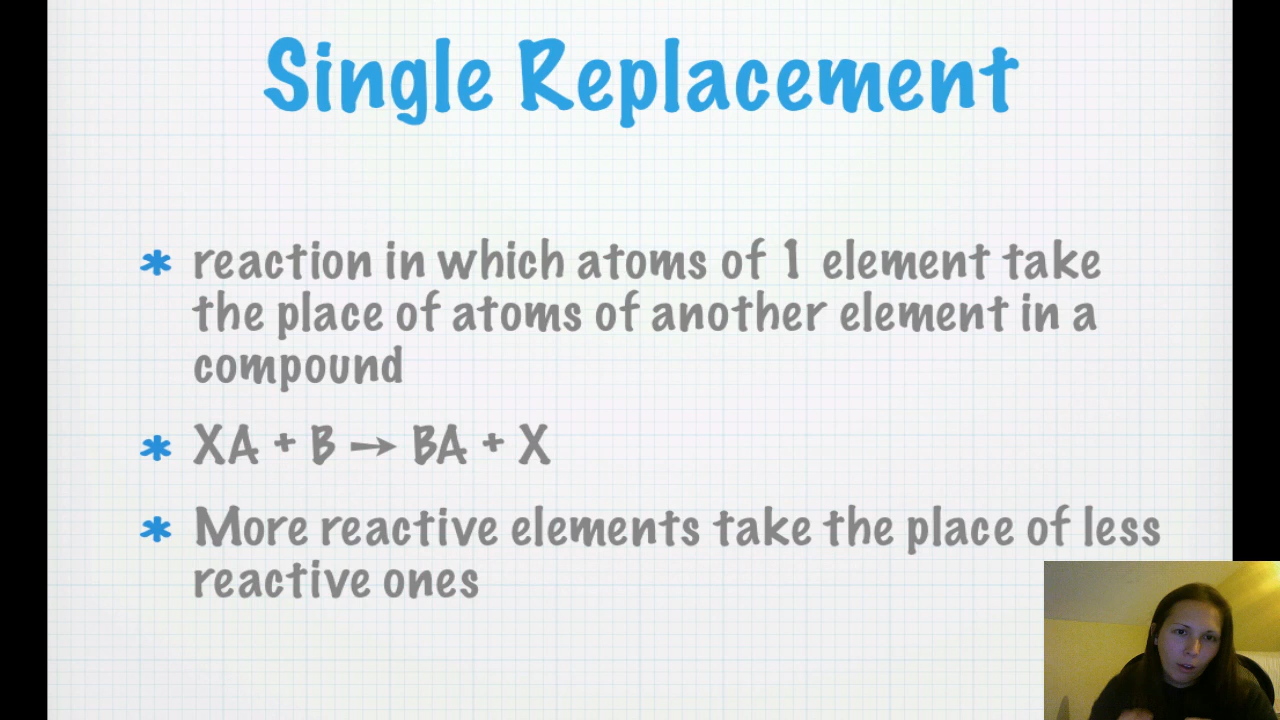 Single Replacement
* reaction in which atoms of 1 element take
the place of atoms of another element in a
compound
* XA + B → BA + X
* More reactive elements take the place of less
reactive ones